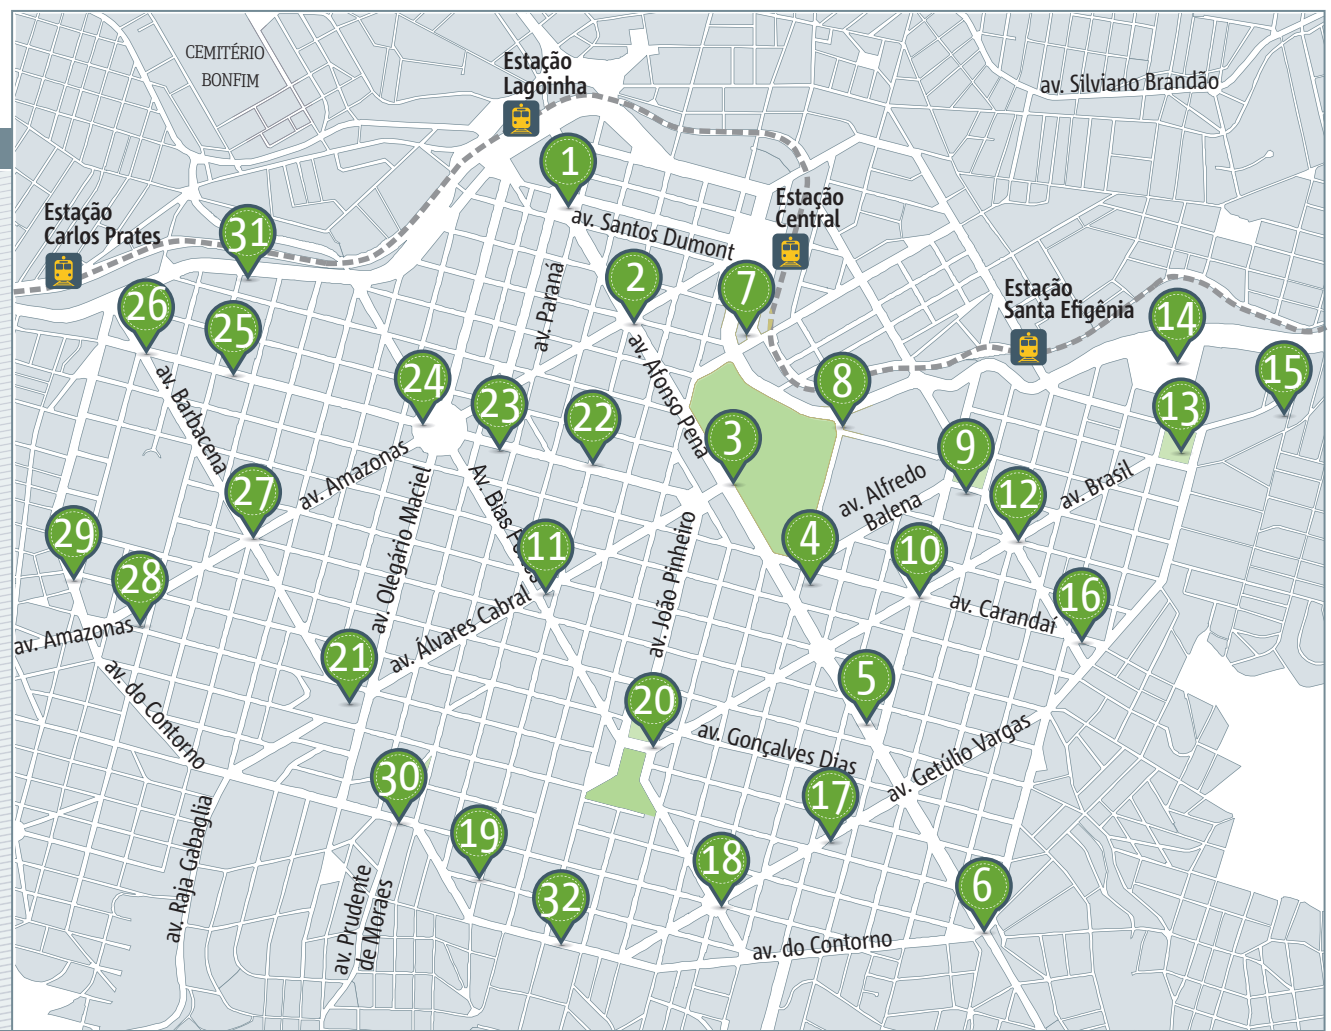 CEMITÉRIO
BONFIM
Estação
Lagoinha
av. Silviano Brandão
1
Estação
Central
Estação
Carlos Prates
31
av. Santos Dumont
2
7
Estação
Santa Efigênia
26
25
av. Paraná
14
24
23
22
av. Afonso Pena
8
15
av. Barbacena
3
13
9
27
av. Amazonas
av. Olegário Maciel
Av. Bias
av. Alfredo
Balena
12
av. Brasil
29
28
11
4
10
av. João Pinheiro
16
av. Carandaí
av. Amazonas
av. Álvares Cabral
21
5
av. do Contorno
20
av. Gonçalves Dias
av. Getúlio Vargas
30
17
19
18
av. Raja Gabaglia
32
6
av. Prudente
de Moraes
av. do Contorno